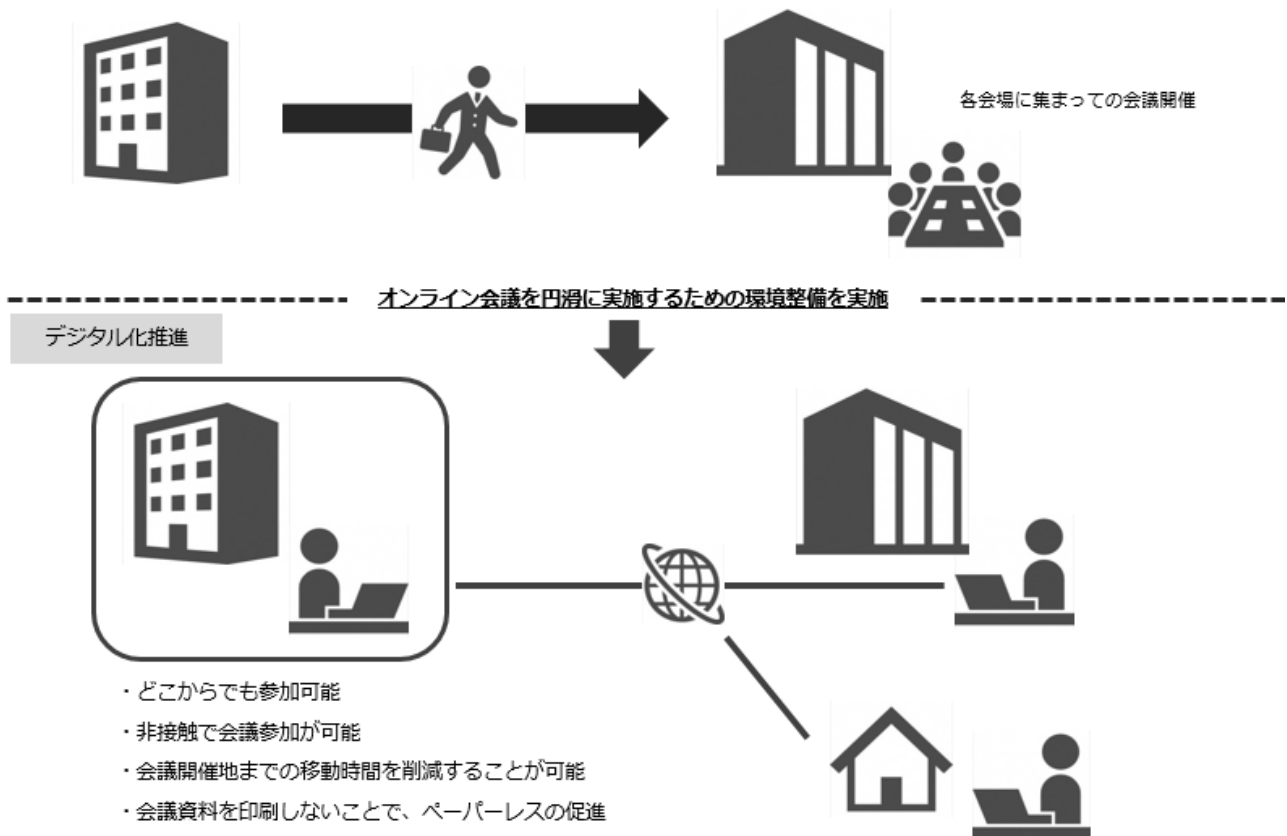 各会場に集まっての会議開催
オンライン会議を円滑に実施するための環境整備を実施
デジタル化推進
・どこからでも参加可能
・非接触で会議参加が可能
・会議開催地までの移動時間を削減することが可能
・会議資料を印刷しないことで、ペーパーレスの促進